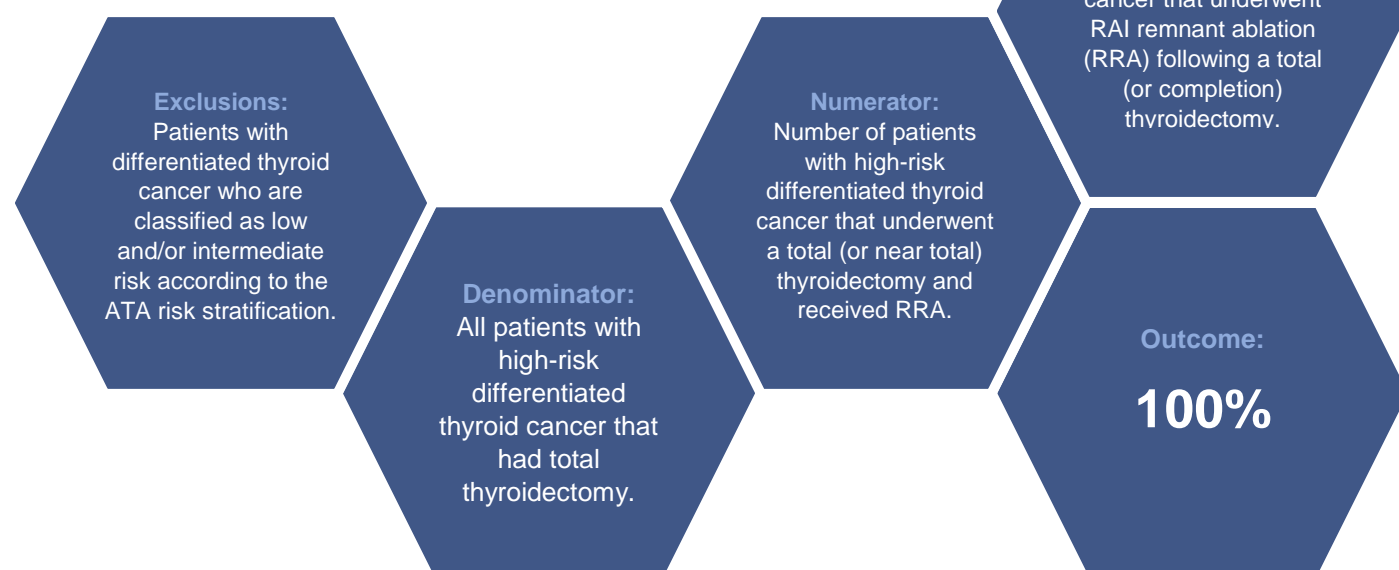 cancer that underwent
RAI remnant ablation
(RRA) following a total
(or completion)
thyroidectomy.
Exclusions:
Patients with
differentiated thyroid
cancer who are
classified as low
and/or intermediate
risk according to the
ATA risk stratification.
Denominator:
All patients with
high-risk
differentiated
thyroid cancer that
had total
thyroidectomy.
Numerator:
Number of patients
with high-risk
differentiated thyroid
cancer that underwent
a total (or near total)
thyroidectomy and
received RRA.
Outcome:
100%